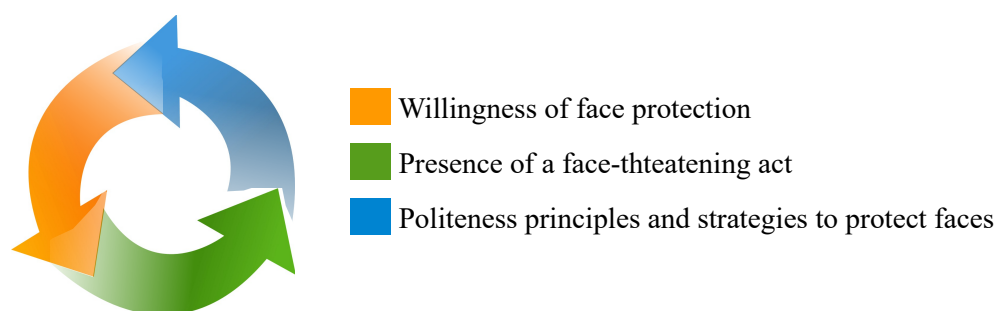 Willingness of face protection
Presence of a face-thteatening act
Politeness principles and strategies to protect faces